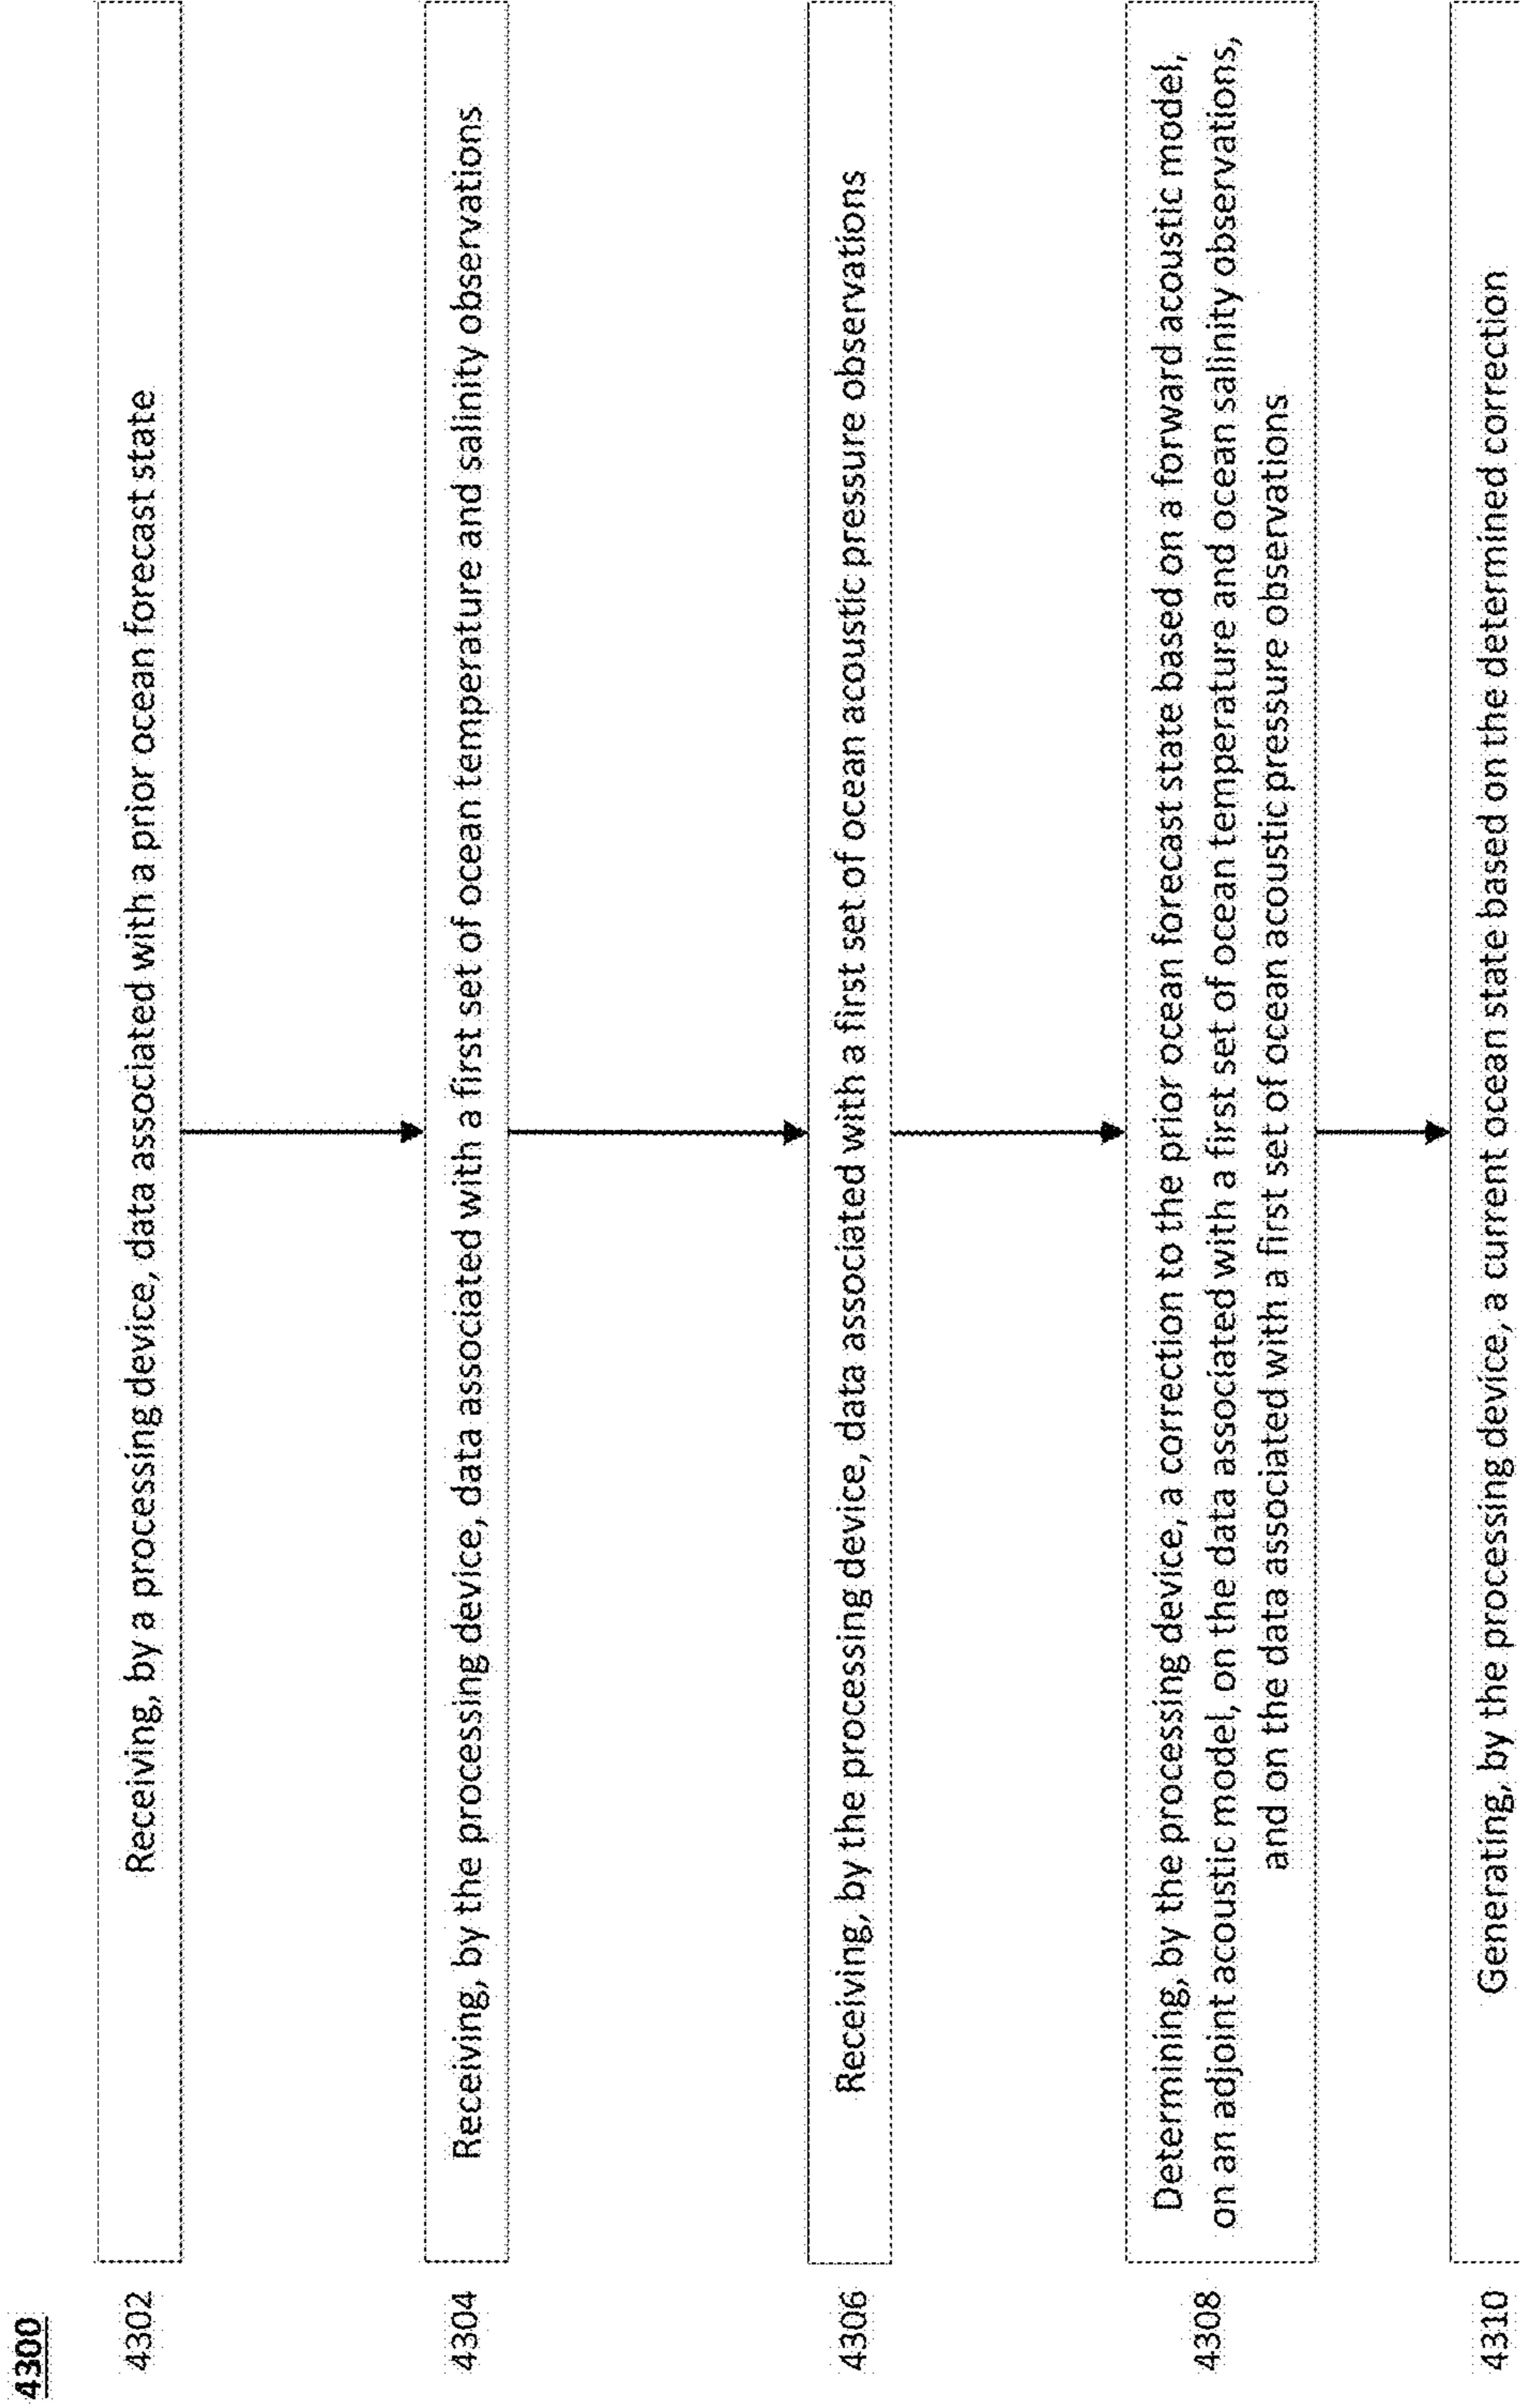 4300
4302
Receiving, by a processing device, data associated with a prior ocean forecast state
4304
Receiving, by the processing device, data associated with a first set of ocean temperature and salinity observations
4306
Receiving, by the processing device, data associated with a first set of ocean acoustic pressure observations
4308
Determining, by the processing device, a correction to the prior ocean forecast state based on a forward acoustic model,
on an adjoint acoustic model, on the data associated with a first set of ocean temperature and ocean salinity observations,
and on the data associated with a first set of ocean acoustic pressure observations
4310
Generating, by the processing device, a current ocean state based on the determined correction